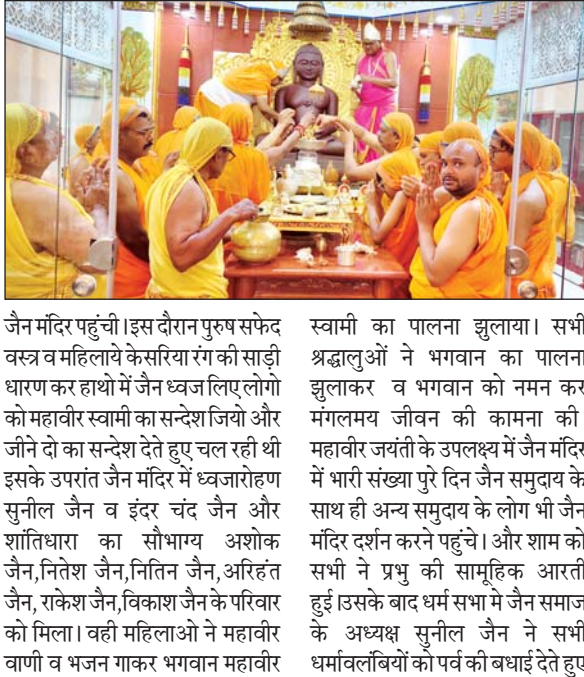 जैन मंदिर पहुंची।इस दौरान पुरुष सफेद
वस्त्र व महिलाये केसरिया रंग की साड़ी
धारण कर हाथो में जैन ध्वज लिए लोगो
को महावीर स्वामी का सन्देश जियो और
जीने दो का सन्देश देते हुए चल रही थी
इसके उपरांत जैन मंदिर में ध्वजारोहण
सुनील जैन व इंदर चंद जैन और
शांतिधारा का सौभाग्य अशोक
जैन,नितेश जैन,नितिन जैन,अरिहंत
जैन, राकेश जैन,विकाश जैन के परिवार
को मिला। वही महिलाओ ने महावीर
वाणी व भजन गाकर भगवान महावीर
स्वामी का पालना झुलाया। सभी
श्रद्धालुओं ने भगवान का पालना
झुलाकर व भगवान को नमन कर
मंगलमय जीवन की कामना की
महावीर जयंती के उपलक्ष्य में जैन मंदिर
में भारी संख्या पुरे दिन जैन समुदाय के
साथ ही अन्य समुदाय के लोग भी जैन
मंदिर दर्शन करने पहुंचे। और शाम को
सभी ने प्रभु की सामूहिक आरती
हुई।उसके बाद धर्म सभा मे जैन समाज
के अध्यक्ष सुनील जैन ने सभी
धर्मावलंबियों को पर्व की बधाई देते हुए